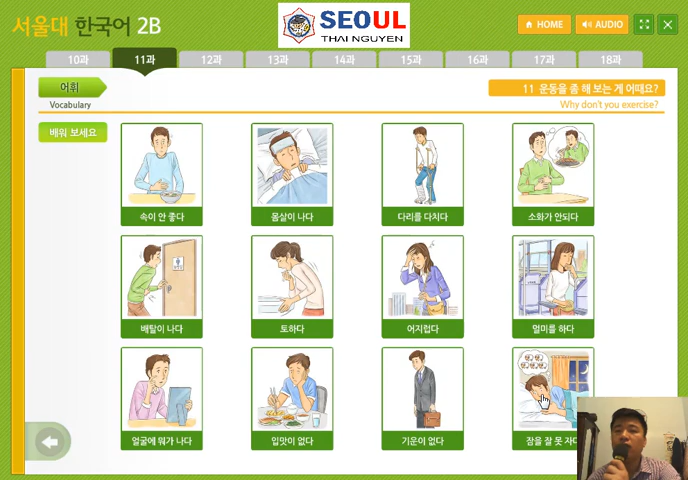 서울대 한국어 2B
SEOUL
THAI NGUYEN
HOME
AUDIO
10과
11과
12과
13과
14과
15과
16과
17과
18과
어휘
Vocabulary
11 운동을 좀 해 보는 게 어때요?
Why don't you exercise?
배워 보세요
속이 안 좋다
몸살이 나다
다리를 다치다
소화가 안되다
배탈이 나다
토하다
어지럽다
멀미를 하다
얼굴에 뭐가 나다
입맛이 없다
기운이 없다
잠을 잘 못 자다